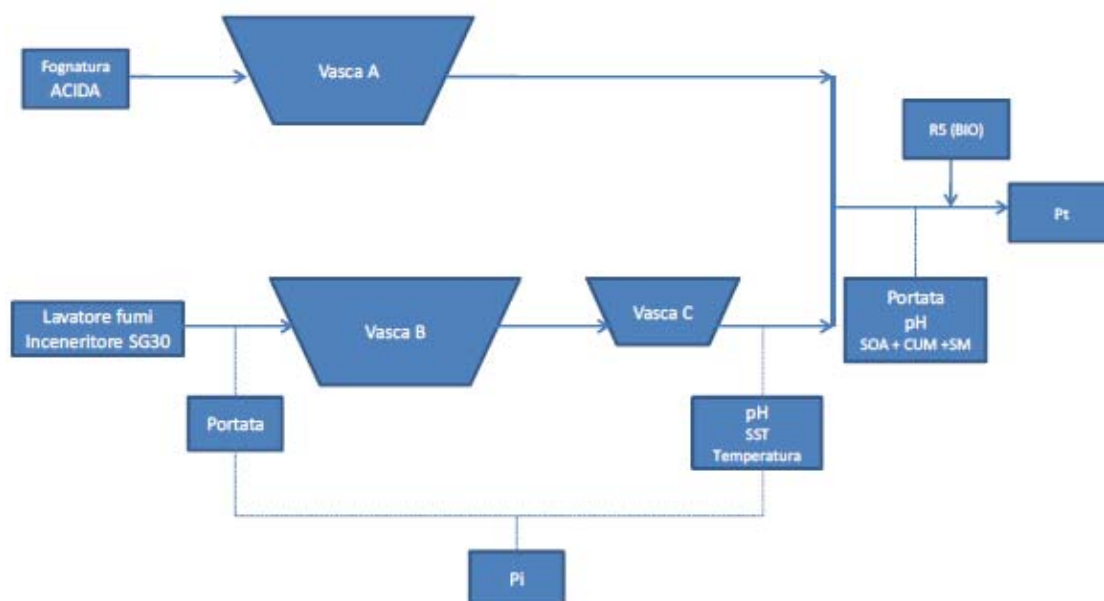 Fognatura
ACIDA
Vasca A
R5 (BIO)
Pt
Lavatore fumi
Inceneritore SG30
Vasca B
Vasca C
Portata
pH
SOA + CUM +SM
Portata
pH
SST
Temperatura
Pi